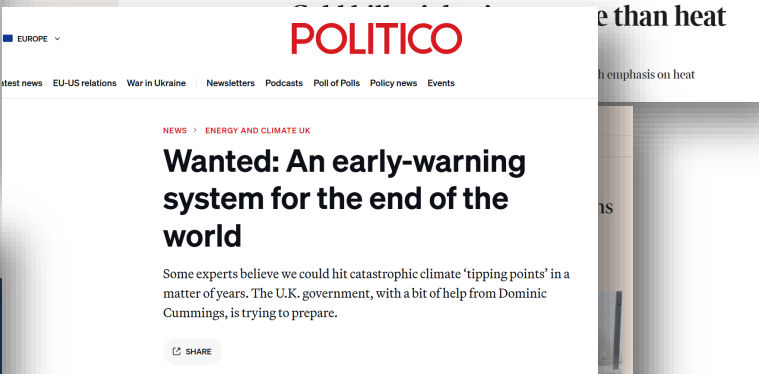 e than heat
POLITICO
EUROPE
h emphasis on heat
test news EU-US relations War in Ukraine Newsletters Podcasts Poll of Polls Policy news Events
NEWS > ENERGY AND CLIMATE UK
Wanted: An early-warning
system for the end of the
world
ns
Some experts believe we could hit catastrophic climate ‘tipping points’ in a
matter of years. The U.K. government, with a bit of help from Dominic
Cummings, is trying to prepare.
SHARE